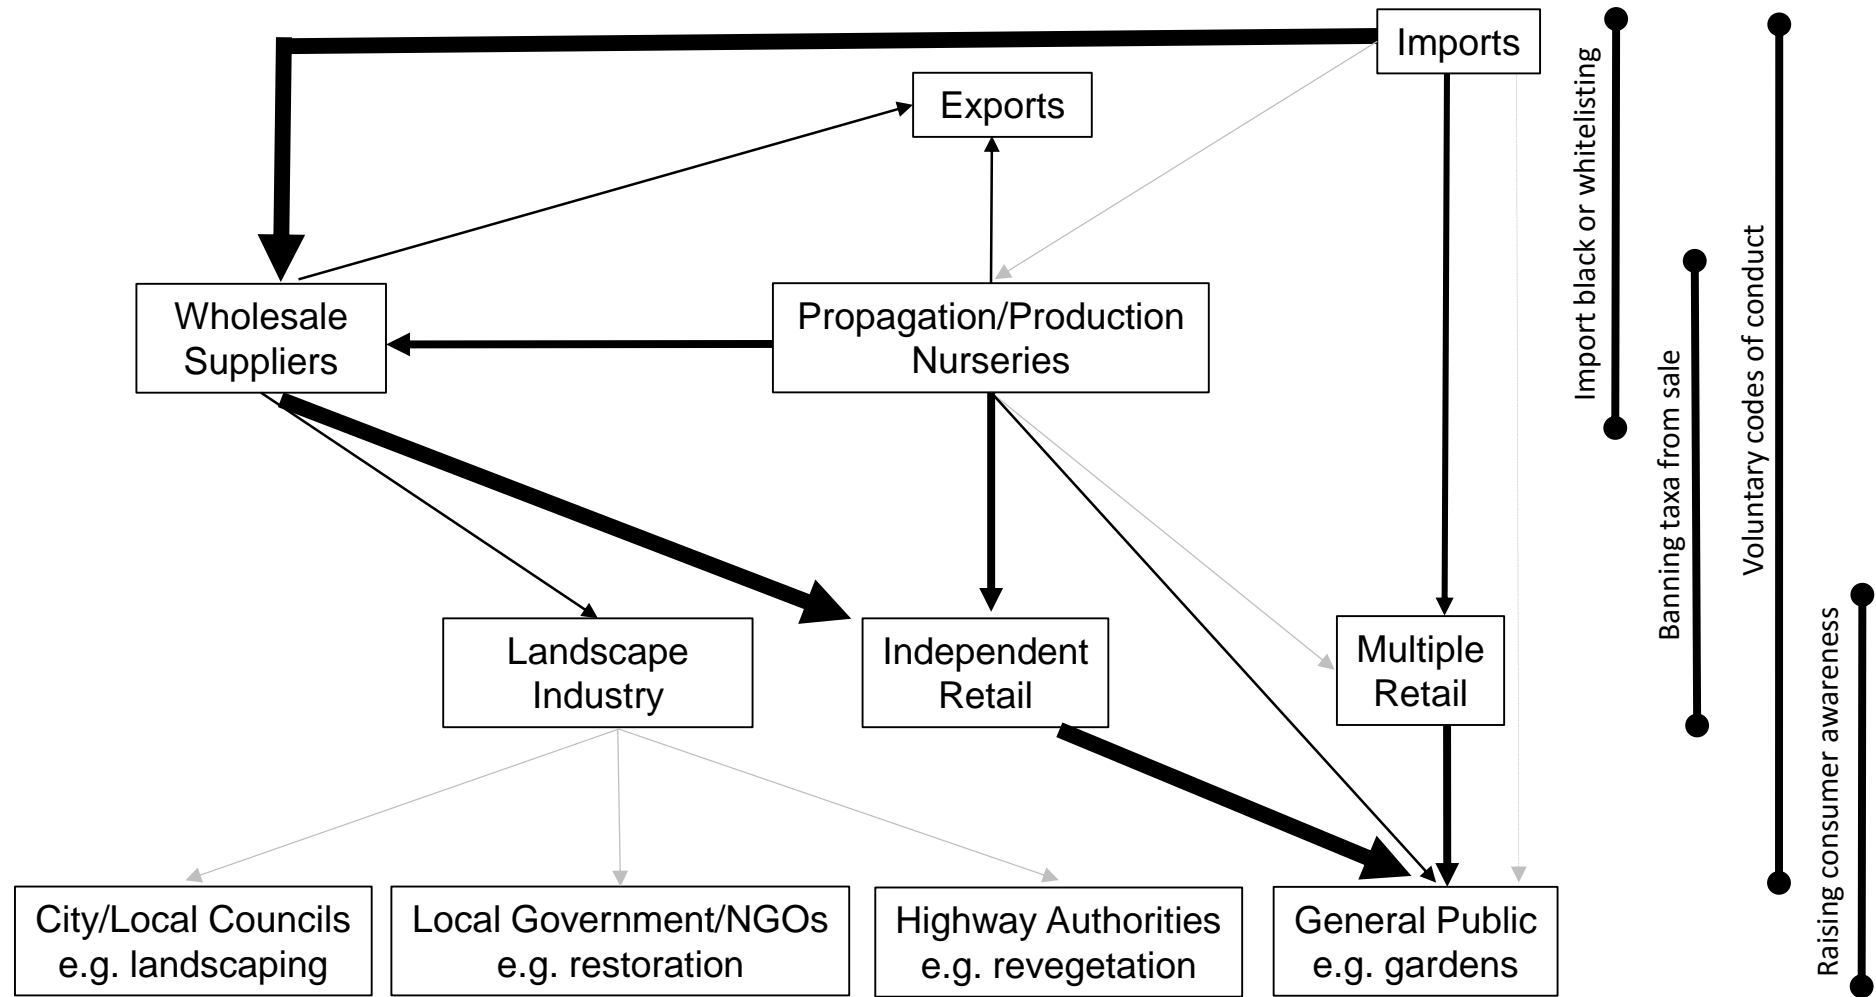 Imports
Exports
Wholesale
Suppliers
Propagation/Production
Nurseries
Landscape
Industry
Independent
Retail
Multiple
Retail
City/Local Councils
e.g. landscaping
Local Government/NGOs
e.g. restoration
Highway Authorities
e.g. revegetation
General Public
e.g. gardens
Import black or whitelisting
Banning taxa from sale
Voluntary codes of conduct
Raising consumer awareness